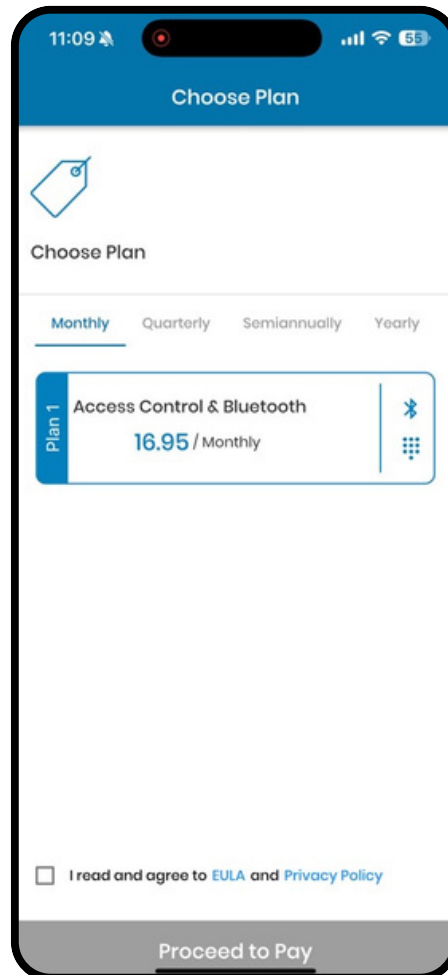 11:09
55
Choose Plan
Choose Plan
Monthly Quarterly Semiannually Yearly
Plan 1
Access Control & Bluetooth
16.95 / Monthly
I read and agree to EULA and Privacy Policy
Proceed to Pay